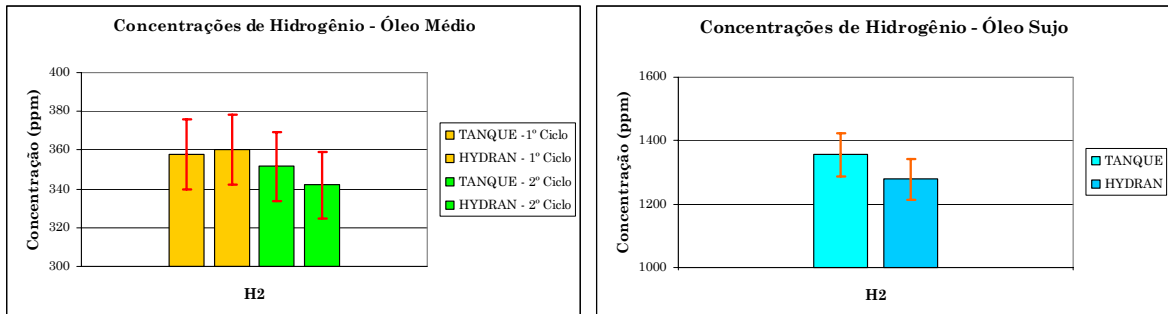 Concentrações de Hidrogênio - Óleo Médio
Concentração (ppm)
400
380
360
340
320
300
H2
TANQUE - 1º Ciclo
HYDRAN - 1º Ciclo
TANQUE - 2º Ciclo
HYDRAN - 2º Ciclo
Concentrações de Hidrogênio - Óleo Sujo
Concentração (ppm)
1600
1400
1200
1000
H2
TANQUE
HYDRAN